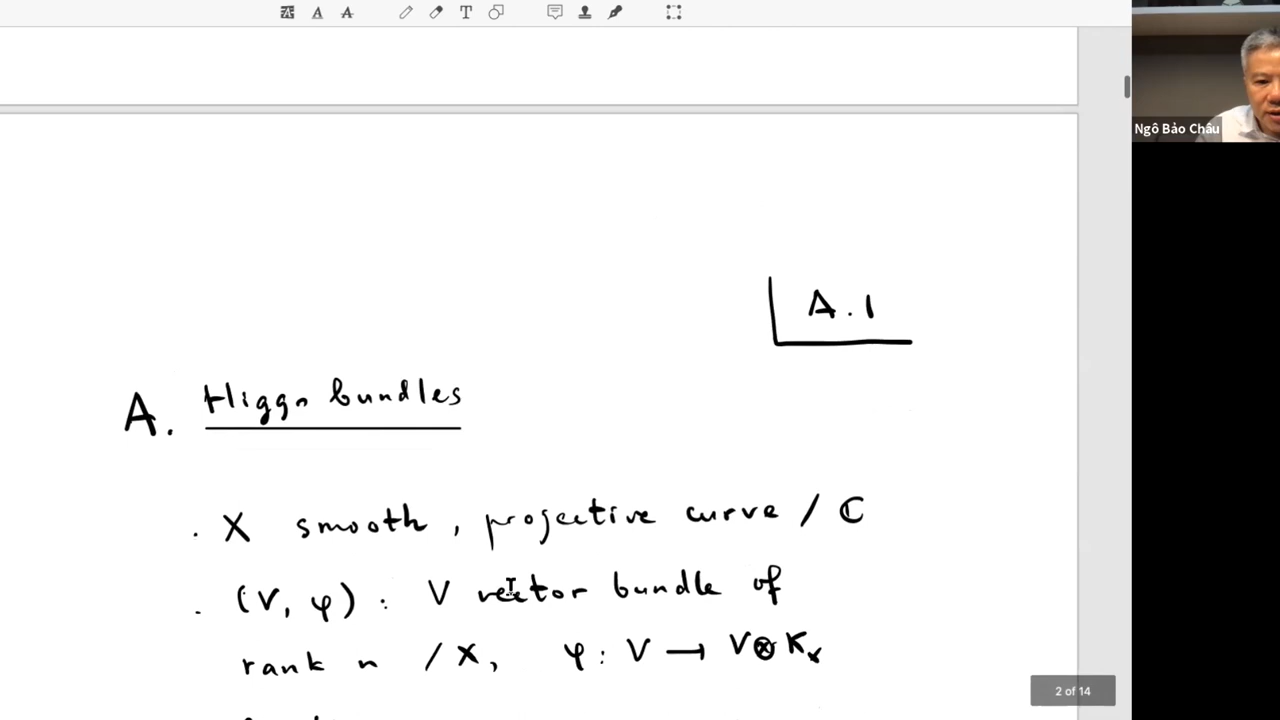 Ngô Bảo Châu
A.1
A. Higgs bundles
. X smooth, projective curve / ℂ
. (V, φ) : V vector bundle of
rank n / X, φ : V → V⊗K_X
2 of 14